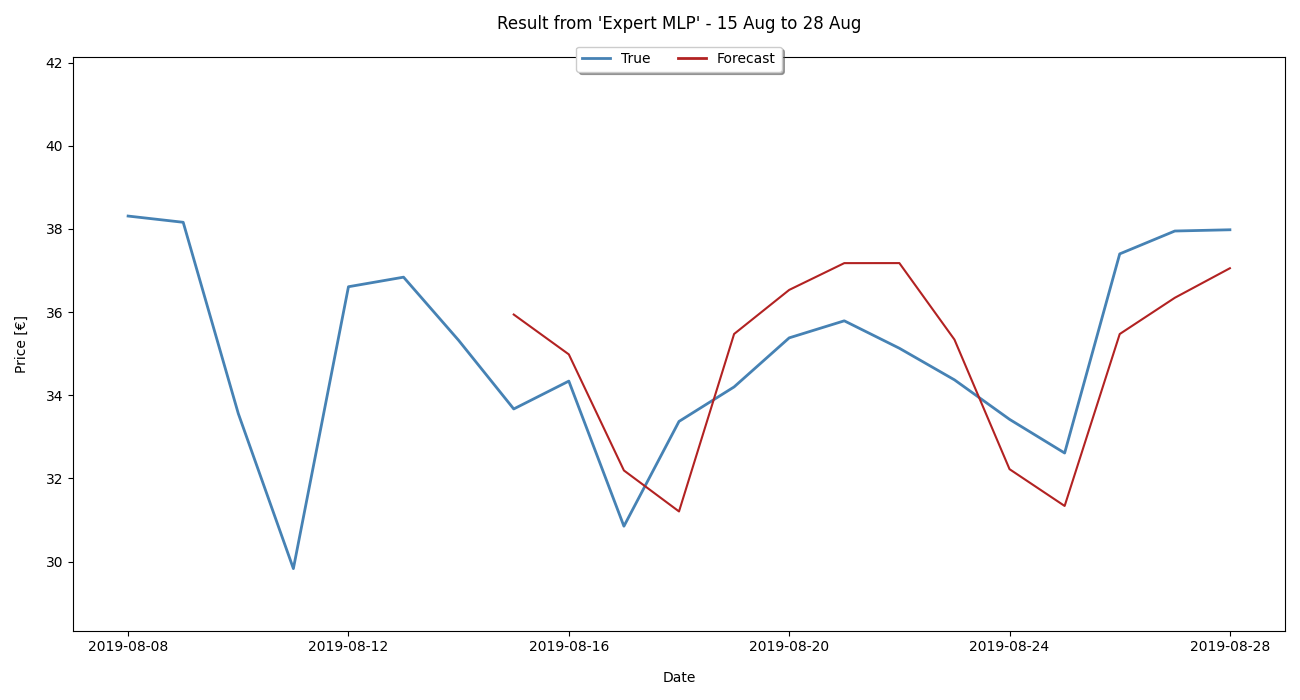 Result from 'Expert MLP' - 15 Aug to 28 Aug
True Forecast
42
40
38
36
34
32
30
Price [€]
2019-08-08 2019-08-12 2019-08-16 2019-08-20 2019-08-24 2019-08-28
Date